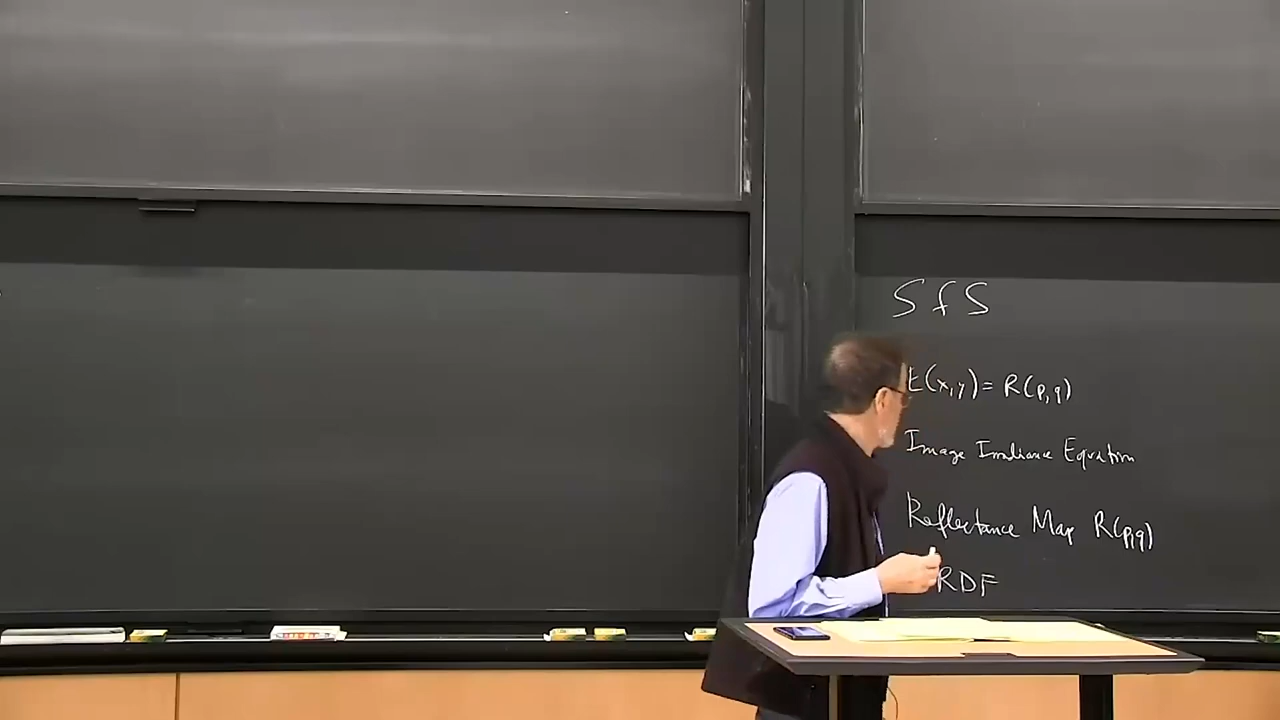 SfS
E(x,y) = R(p,q)
Image Irradiance Equation
Reflectance Map R(p,q)
RDF